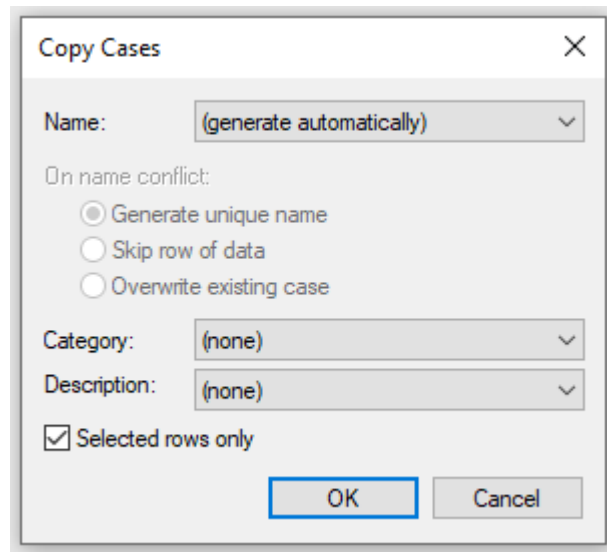 Copy Cases
Name: (generate automatically)
On name conflict:
Generate unique name
Skip row of data
Overwrite existing case
Category: (none)
Description: (none)
Selected rows only
OK Cancel